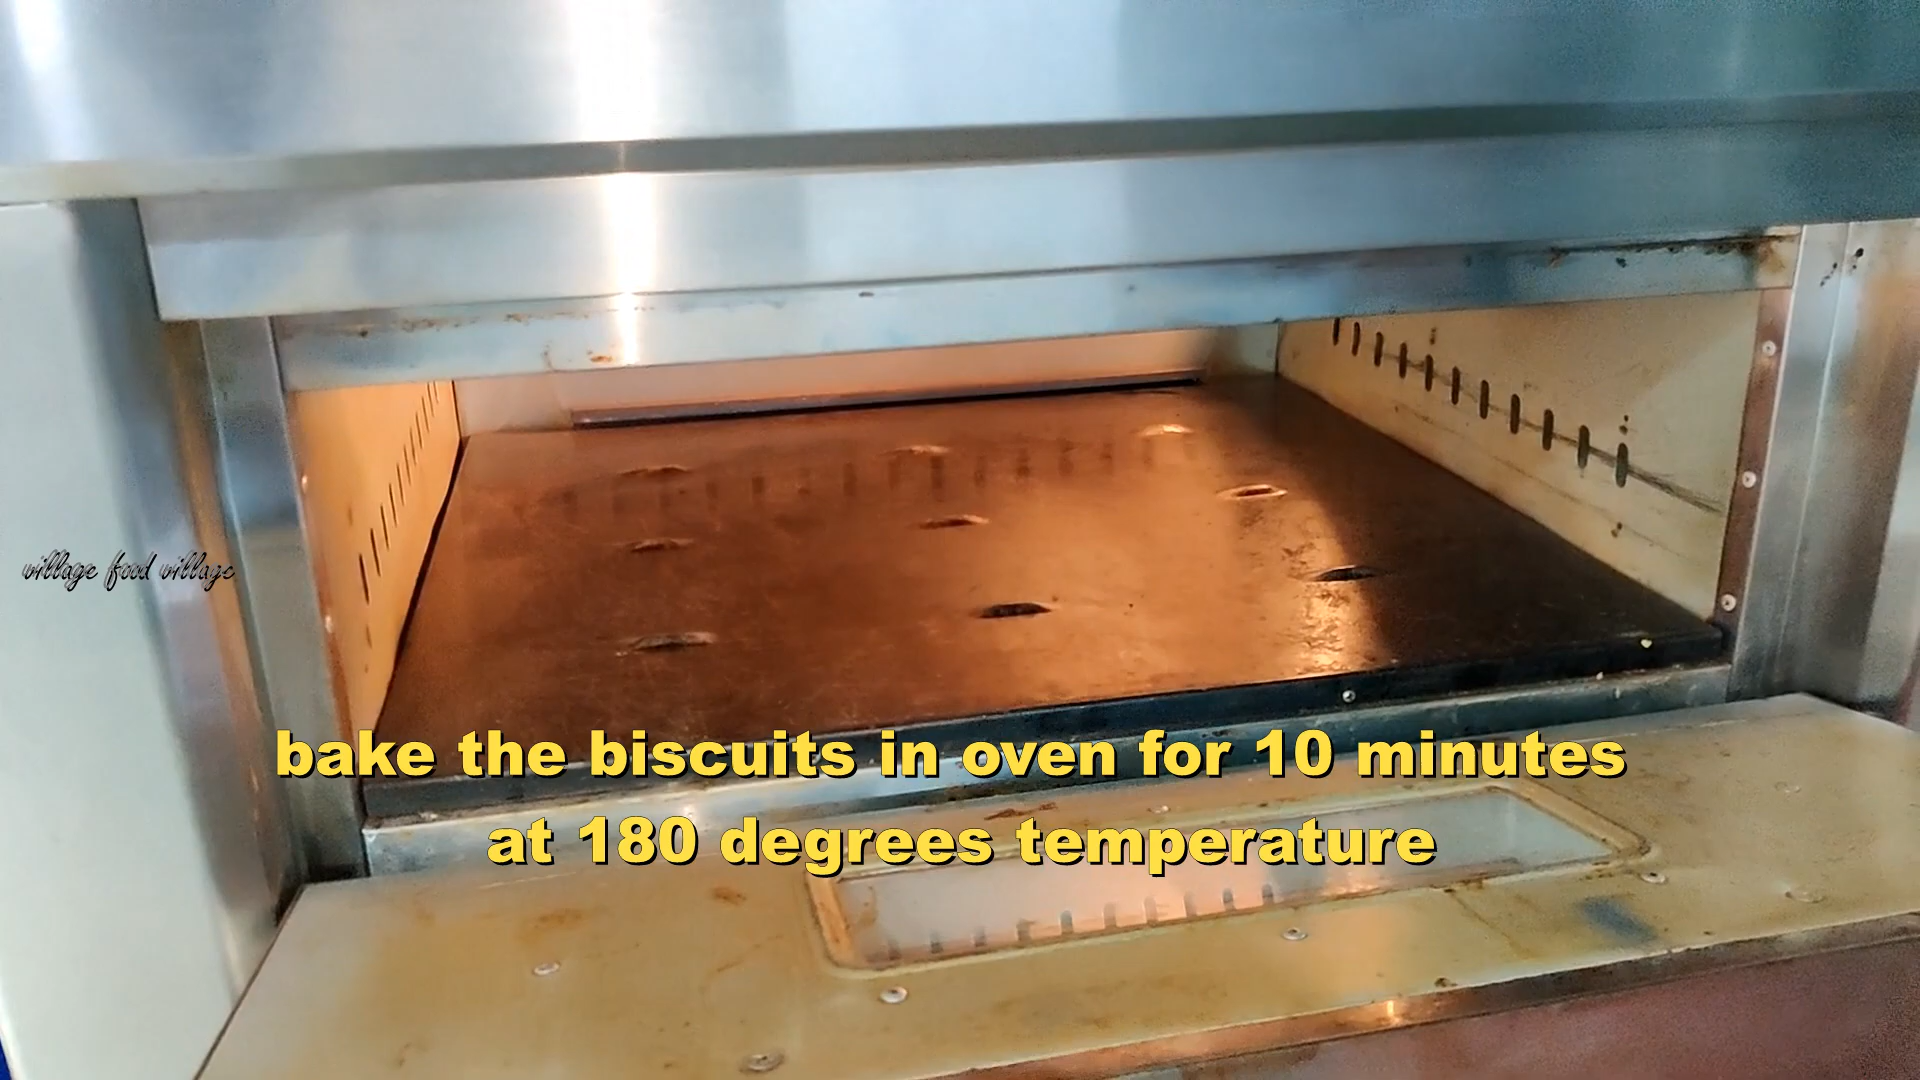 village food village
bake the biscuits in oven for 10 minutes
at 180 degrees temperature